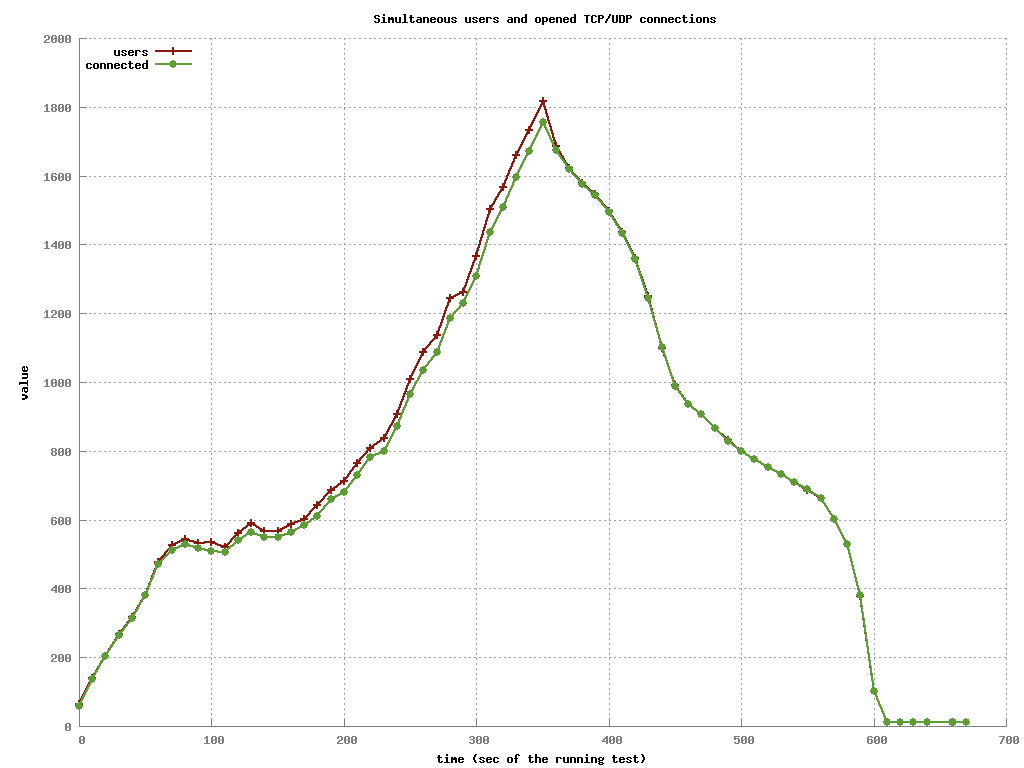 Simultaneous users and opened TCP/UDP connections
2000
users
connected
1800
1600
1400
1200
1000
value
800
600
400
200
0
0 100 200 300 400 500 600 700
time (sec of the running test)